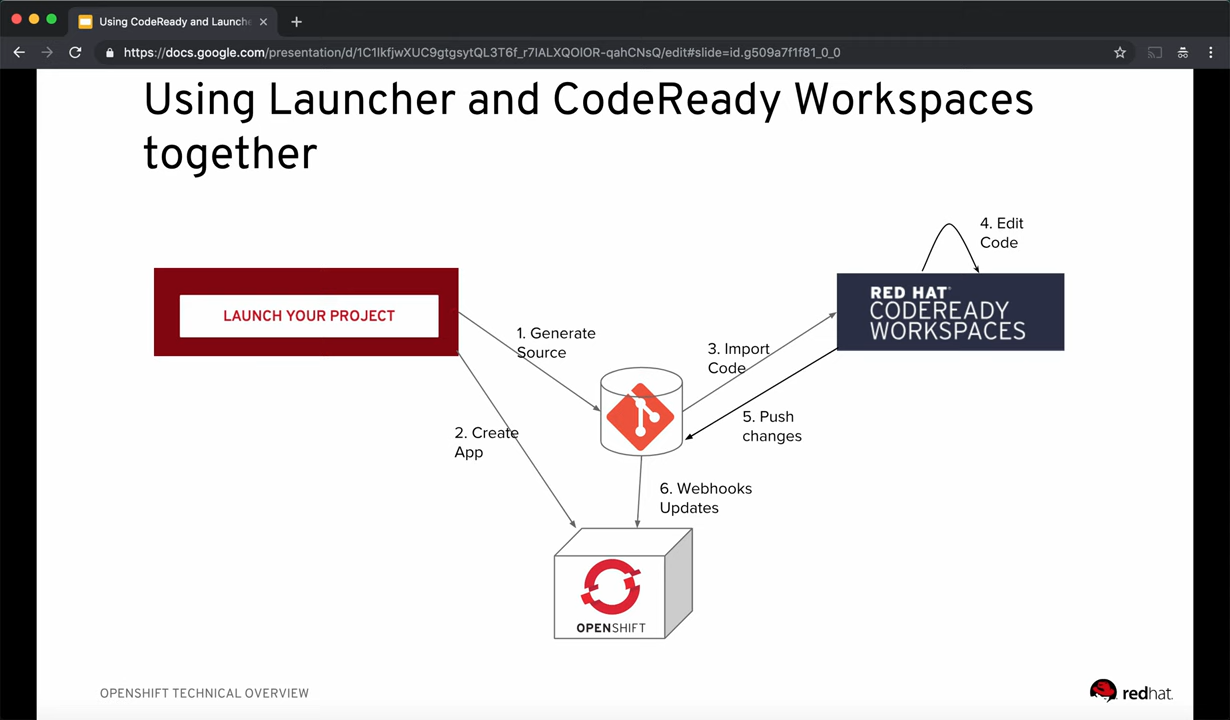 Using CodeReady and Launche
https://docs.google.com/presentation/d/1C1lkfjwXUC9gtgsytQL3T6f_r7IALXQOlOR-qahCNsQ/edit#slide=id.g509a7f1f81_0_0
Using Launcher and CodeReady Workspaces
together
4. Edit
Code
LAUNCH YOUR PROJECT
RED HAT
CODEREADY
WORKSPACES
1. Generate
Source
3. Import
Code
5. Push
changes
2. Create
App
6. Webhooks
Updates
OPENSHIFT
OPENSHIFT TECHNICAL OVERVIEW
redhat.